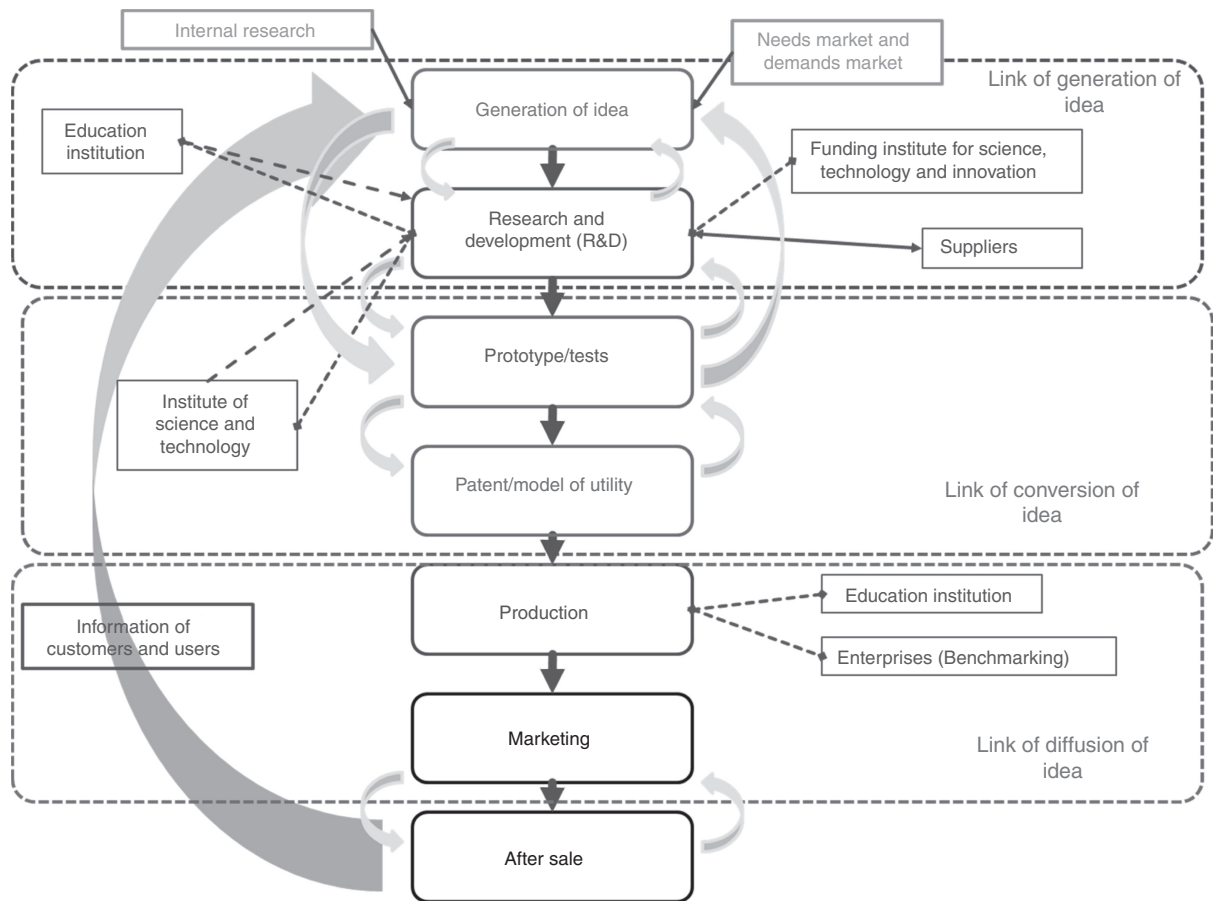 Internal research
Needs market and
demands market
Link of generation of
idea
Generation of idea
Education
institution
Funding institute for science,
technology and innovation
Research and
development (R&D)
Suppliers
Prototype/tests
Institute of
science and
technology
Patent/model of utility
Link of conversion of
idea
Production
Education institution
Information of
customers and users
Enterprises (Benchmarking)
Marketing
Link of diffusion of
idea
After sale